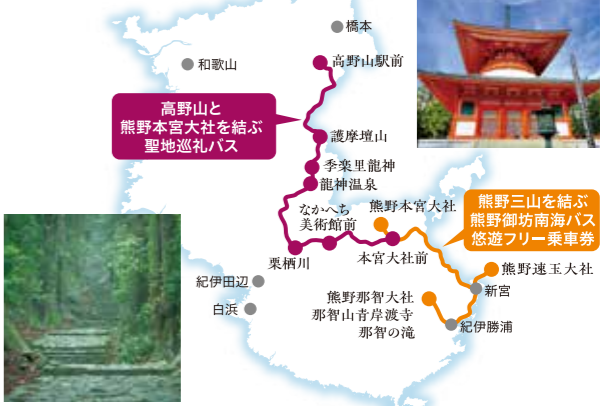 橋本
和歌山
高野山駅前
高野山と
熊野本宮大社を結ぶ
聖地巡礼バス
護摩壇山
季楽里龍神
龍神温泉
なかへち
美術館前
熊野本宮大社
熊野三山を結ぶ
熊野御坊南海バス
悠遊フリー乗車券
栗栖川
本宮大社前
熊野速玉大社
紀伊田辺
新宮
白浜
熊野那智大社
那智山青岸渡寺
那智の滝
紀伊勝浦